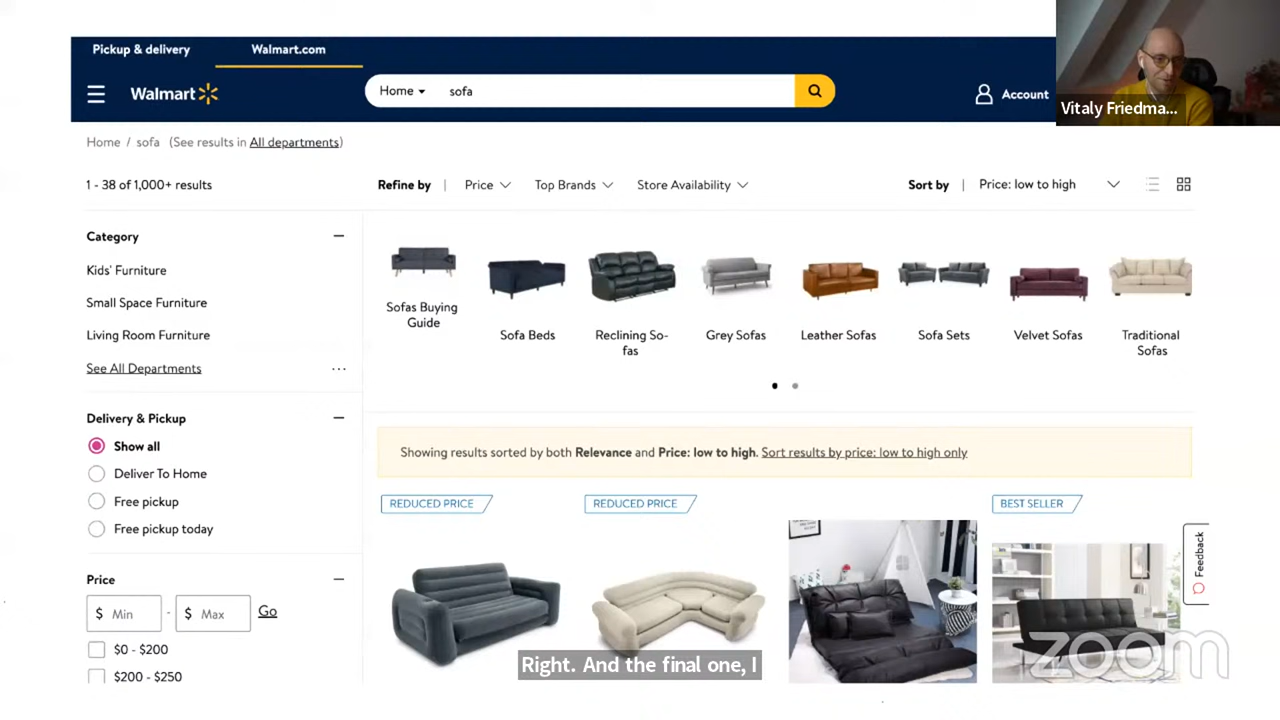 Pickup & delivery
Walmart.com
Walmart
Home
sofa
Account
Vitaly Friedma...
Home / sofa (See results in All departments)
1 - 38 of 1,000+ results
Refine by
Price
Top Brands
Store Availability
Sort by
Price: low to high
Category
Kids' Furniture
Small Space Furniture
Living Room Furniture
See All Departments
...
Sofas Buying
Guide
Sofa Beds
Reclining So-
fas
Grey Sofas
Leather Sofas
Sofa Sets
Velvet Sofas
Traditional
Sofas
Delivery & Pickup
Show all
Deliver To Home
Free pickup
Free pickup today
Showing results sorted by both Relevance and Price: low to high. Sort results by price: low to high only
REDUCED PRICE
REDUCED PRICE
BEST SELLER
Feedback
Price
$ Min - $ Max Go
$0 - $200
$200 - $250
Right. And the final one, I
zoom